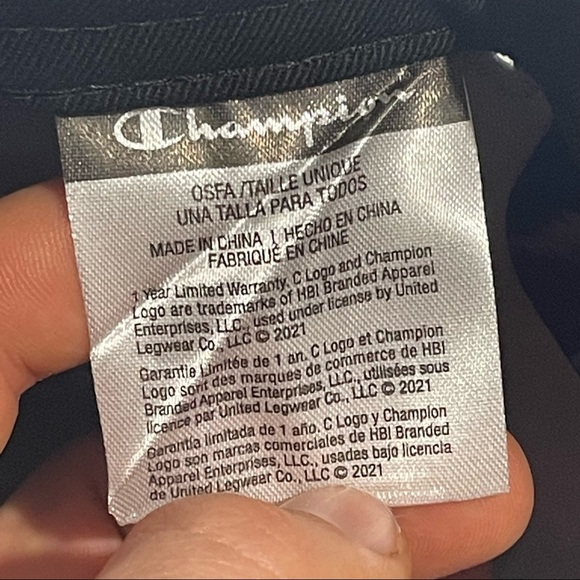 Champion
OSFA /TAILLE UNIQUE
UNA TALLA PARA TODOS
MADE IN CHINA | HECHO EN CHINA
FABRIQUÉ EN CHINE
1 Year Limited Warranty, C Logo and Champion
Logo are trademarks of HBI Branded Apparel
Enterprises, LLC., used under license by United
Legwear Co., LLC © 2021
Garantie Limitée de 1 an. C Logo et Champion
Logo sont des marques de commerce de HBI
Branded Apparel Enterprises, LLC., utilisées sous
licence par United Legwear Co., LLC © 2021
Garantía limitada de 1 año. C Logo y Champion
Logo son marcas comerciales de HBI Branded
Apparel Enterprises, LLC., usadas bajo licencia
de United Legwear Co., LLC © 2021